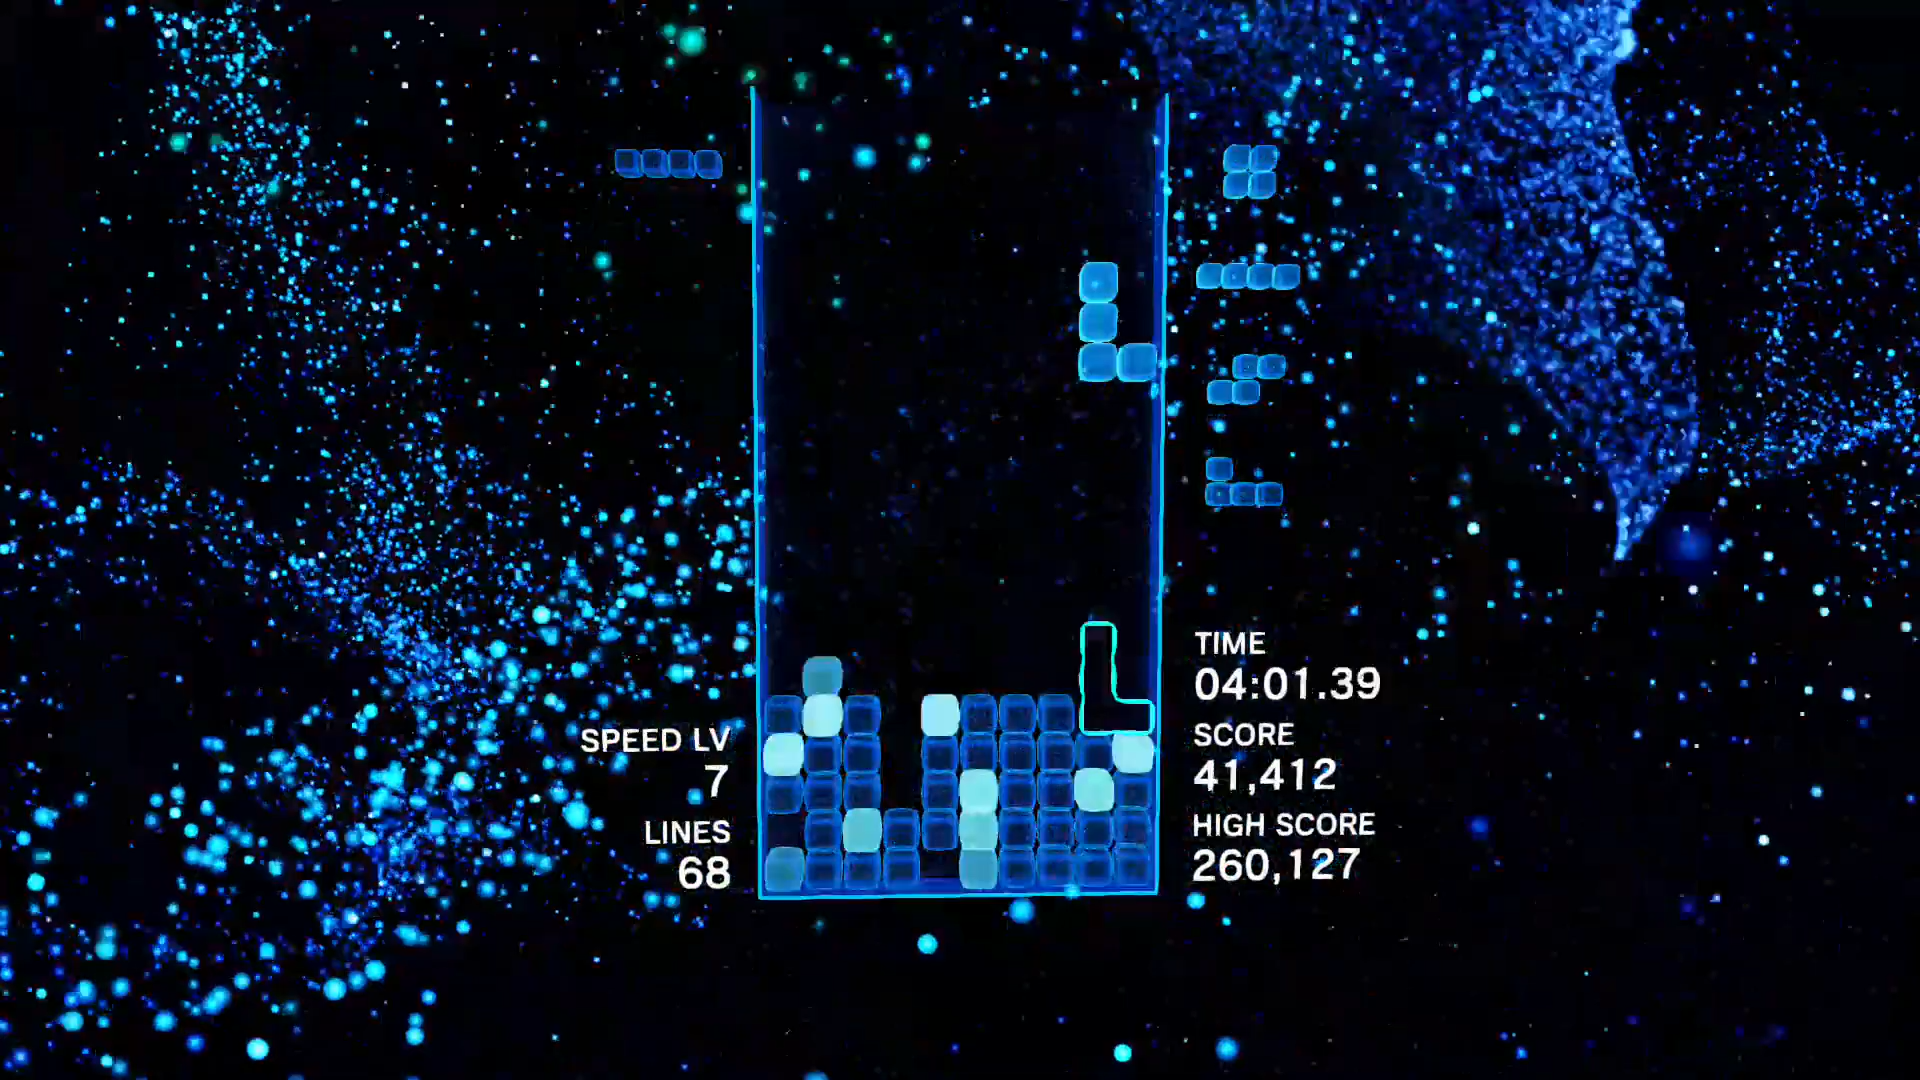 SPEED LV
7
LINES
68
TIME
04:01.39
SCORE
41,412
HIGH SCORE
260,127